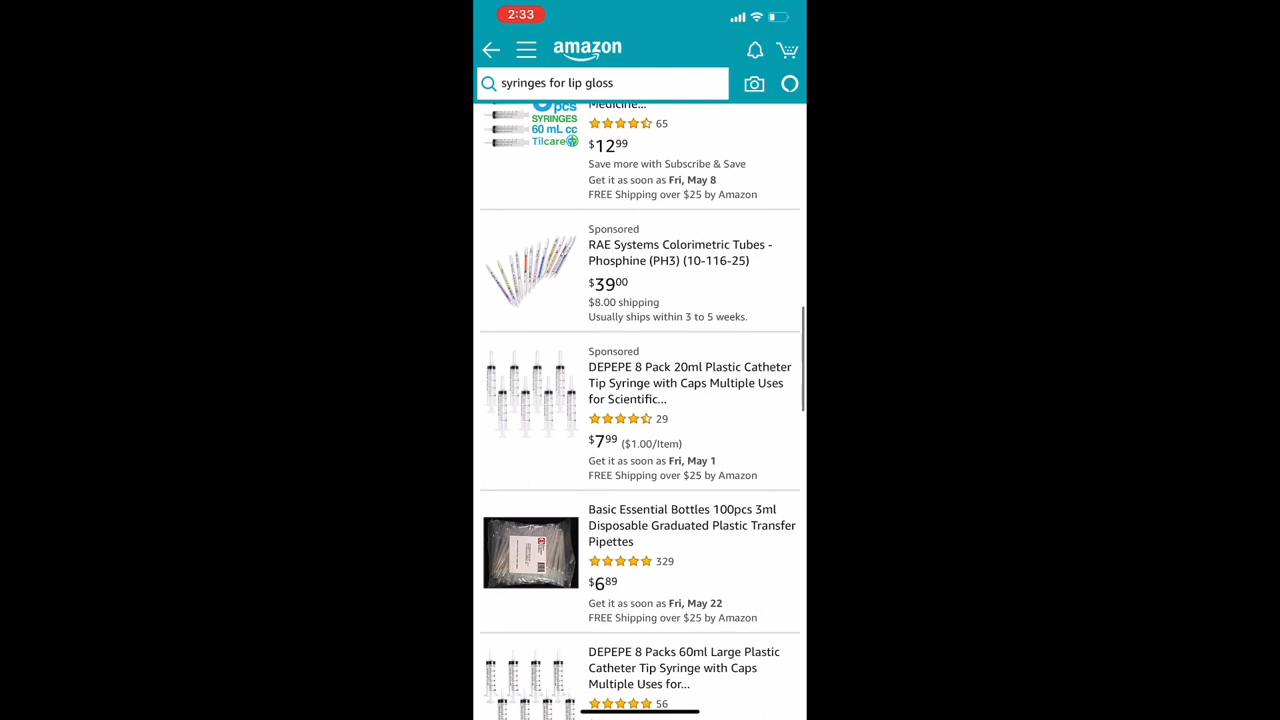 2:33
amazon
syringes for lip gloss
pcs
SYRINGES
60 mL cc
Tilcare
Medicine...
65
$12.99
Save more with Subscribe & Save
Get it as soon as Fri, May 8
FREE Shipping over $25 by Amazon
Sponsored
RAE Systems Colorimetric Tubes -
Phosphine (PH3) (10-116-25)
$39.00
$8.00 shipping
Usually ships within 3 to 5 weeks.
Sponsored
DEPEPE 8 Pack 20ml Plastic Catheter
Tip Syringe with Caps Multiple Uses
for Scientific...
29
$7.99 ($1.00/Item)
Get it as soon as Fri, May 1
FREE Shipping over $25 by Amazon
Basic Essential Bottles 100pcs 3ml
Disposable Graduated Plastic Transfer
Pipettes
329
$6.89
Get it as soon as Fri, May 22
FREE Shipping over $25 by Amazon
DEPEPE 8 Packs 60ml Large Plastic
Catheter Tip Syringe with Caps
Multiple Uses for...
56